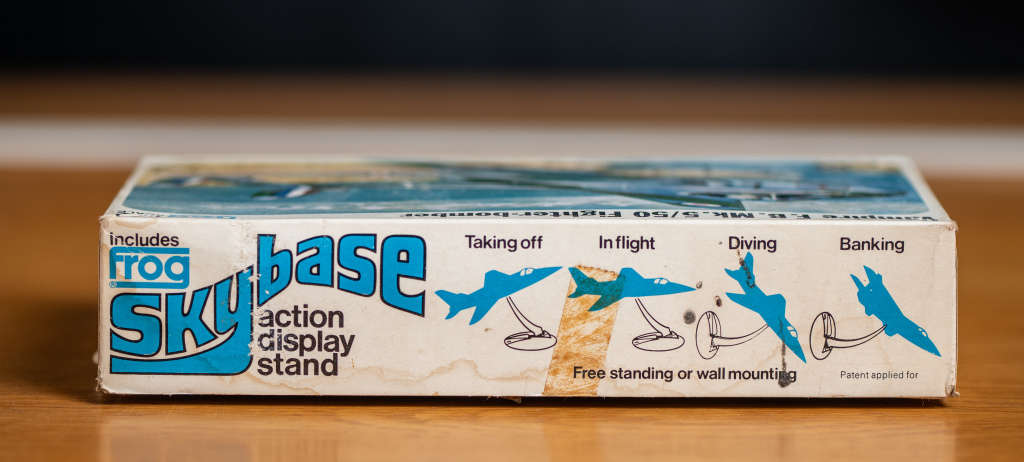 Vampire F.B. Mk.5/50 Fighter-bomber
includes
frog
Skybase
action
display
stand
Taking off
In flight
Diving
Banking
Free standing or wall mounting
Patent applied for